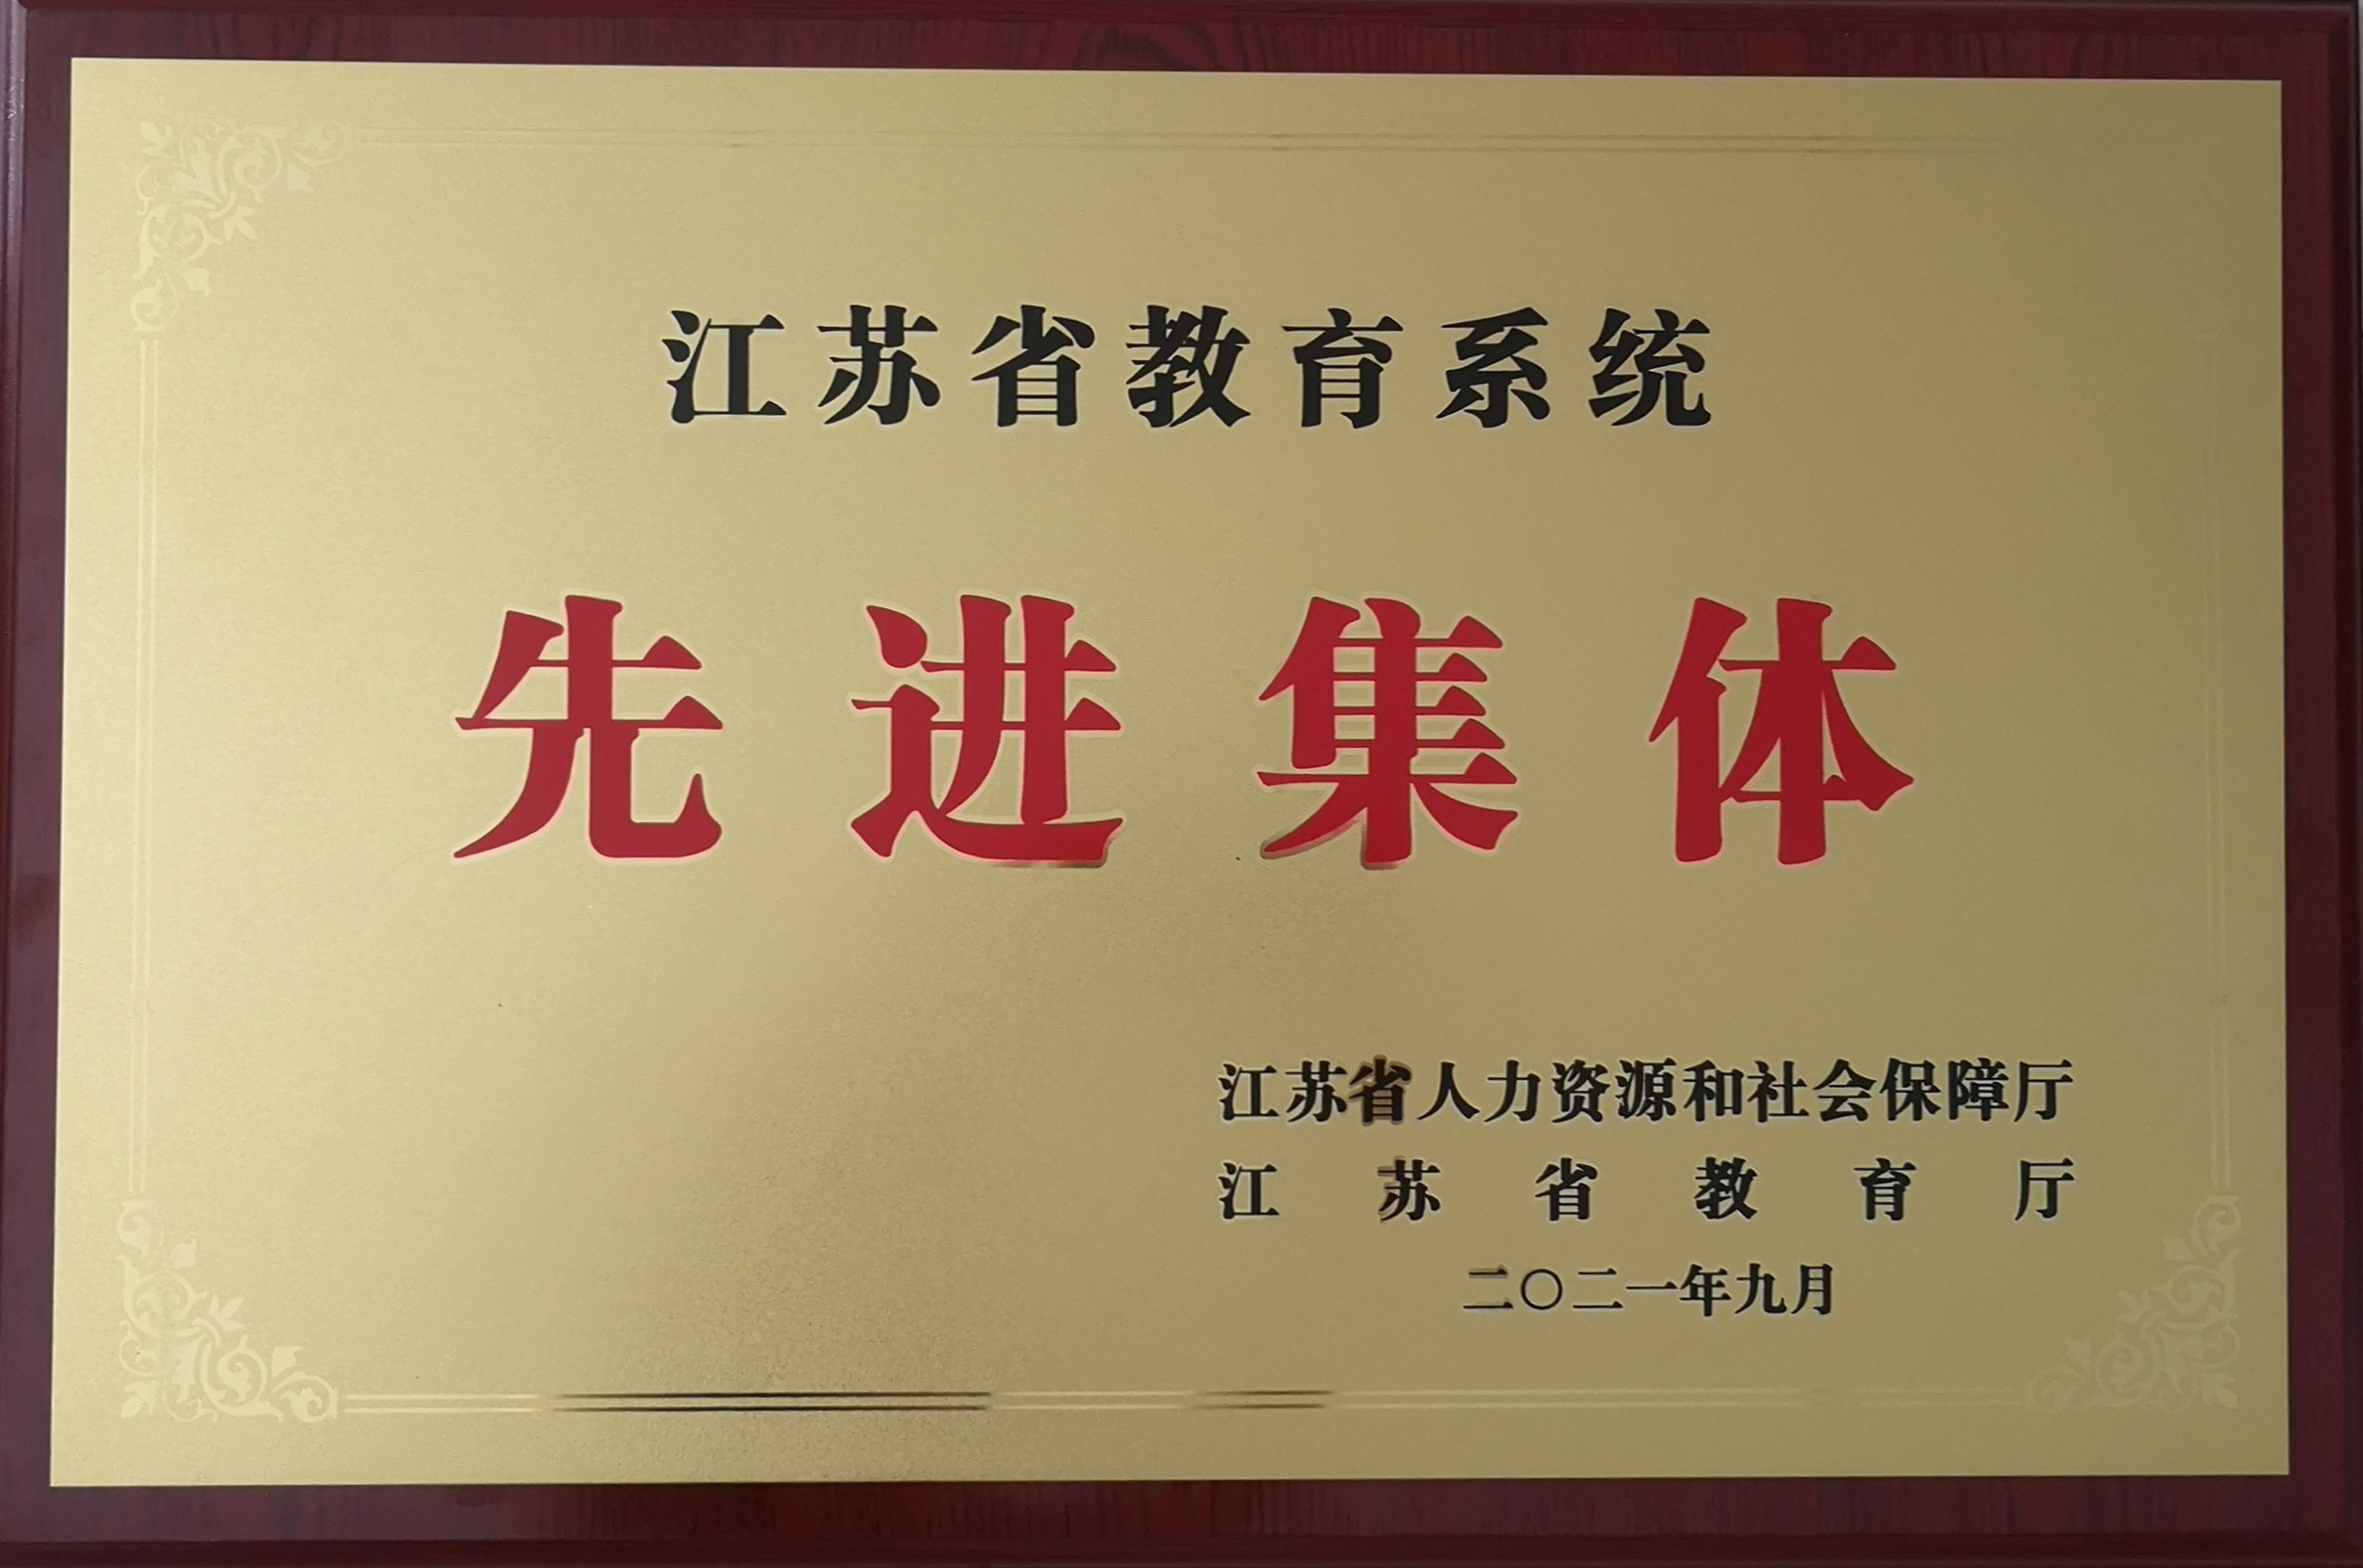 江苏省教育系统
先进集体
江苏省人力资源和社会保障厅
江苏省教育厅
二〇二一年九月